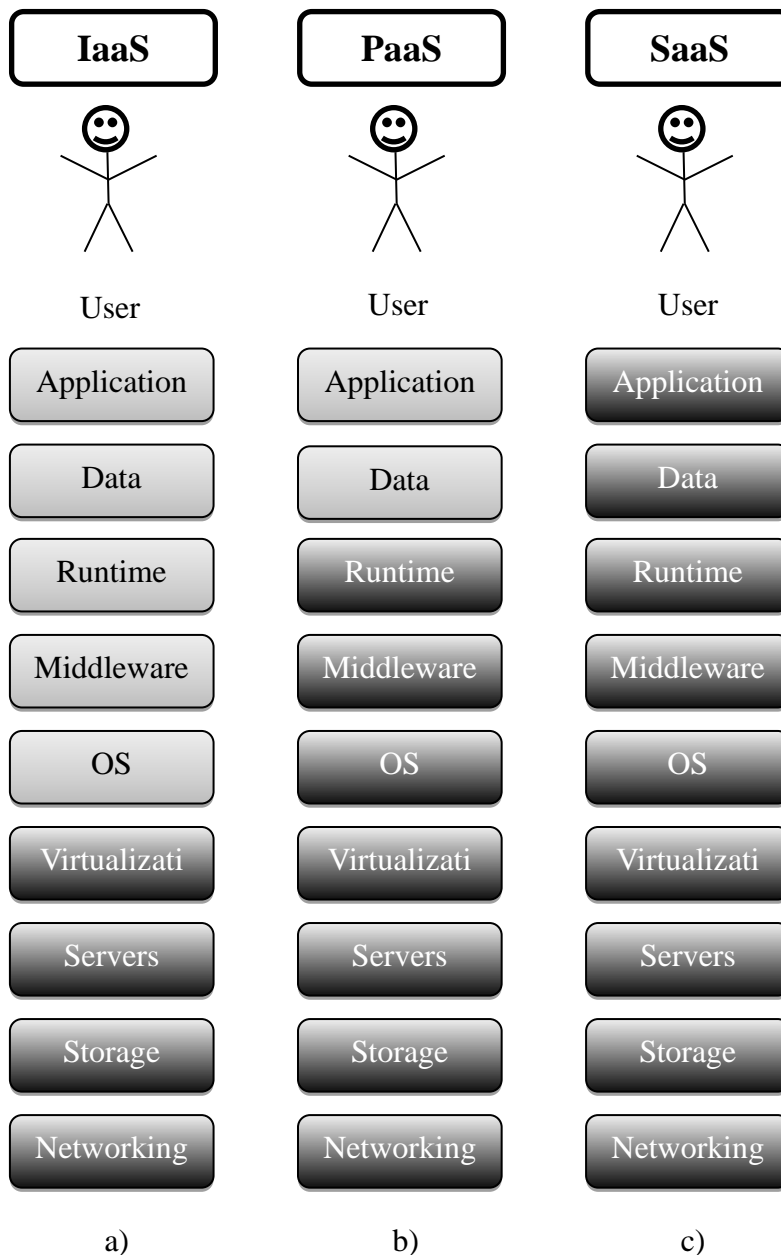 IaaS PaaS SaaS
User User User
Application Application Application
Data Data Data
Runtime Runtime Runtime
Middleware Middleware Middleware
OS OS OS
Virtualizati Virtualizati Virtualizati
Servers Servers Servers
Storage Storage Storage
Networking Networking Networking
a) b) c)